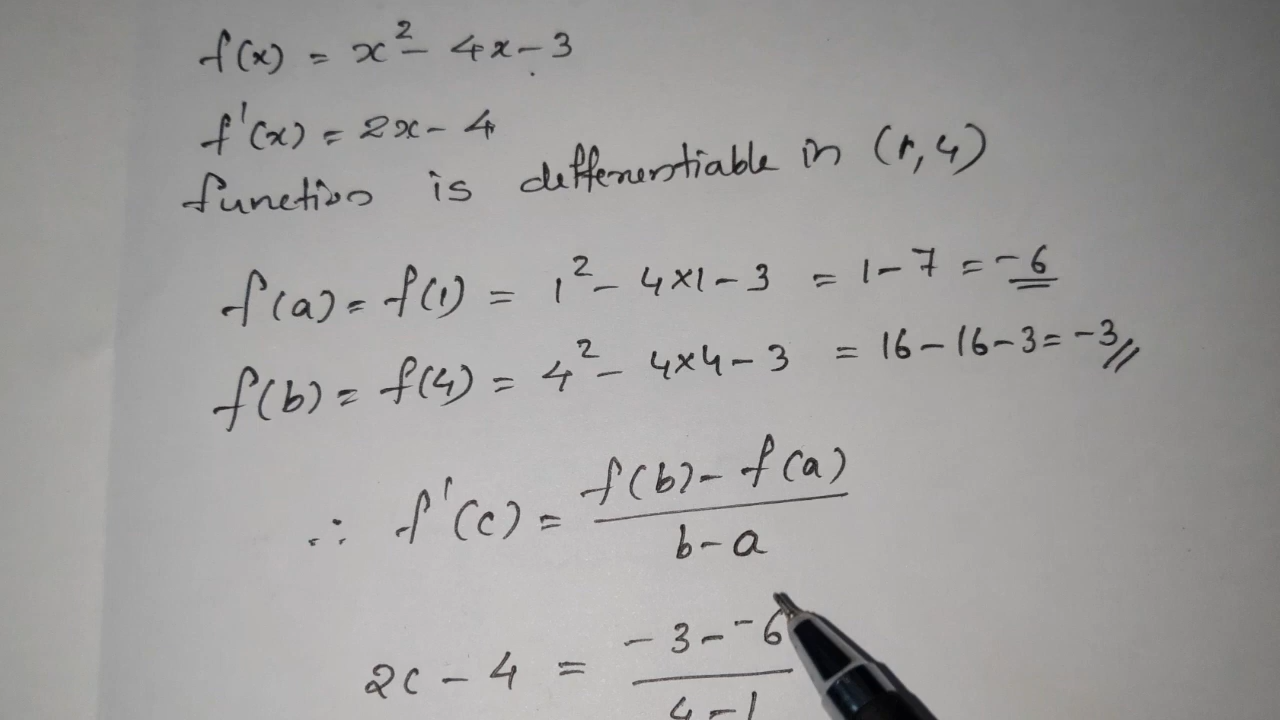 f(x) = x² - 4x - 3
f'(x) = 2x - 4
function is defferentiable in (1, 4)
f(a) = f(1) = 1² - 4×1 - 3 = 1 - 7 = -6
f(b) = f(4) = 4² - 4×4 - 3 = 16 - 16 - 3 = -3 //
∴ f'(c) = f(b) - f(a) / b - a
2c - 4 = -3 - -6 / 4 - 1